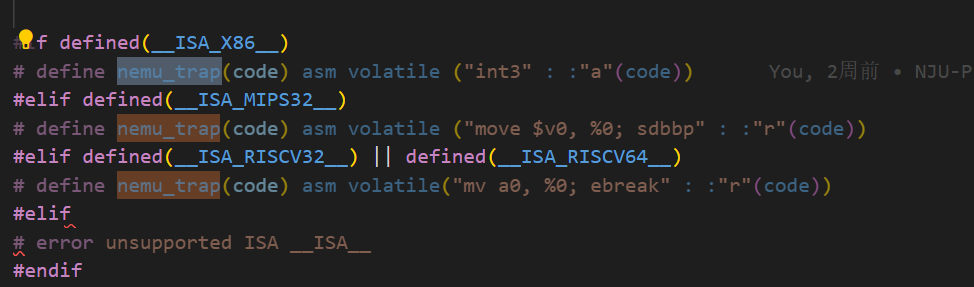 #if defined(__ISA_X86__)
# define nemu_trap(code) asm volatile ("int3" : :"a"(code)) You, 2周前 • NJU-P
#elif defined(__ISA_MIPS32__)
# define nemu_trap(code) asm volatile ("move $v0, %0; sdbbp" : :"r"(code))
#elif defined(__ISA_RISCV32__) || defined(__ISA_RISCV64__)
# define nemu_trap(code) asm volatile("mv a0, %0; ebreak" : :"r"(code))
#elif
# error unsupported ISA __ISA__
#endif